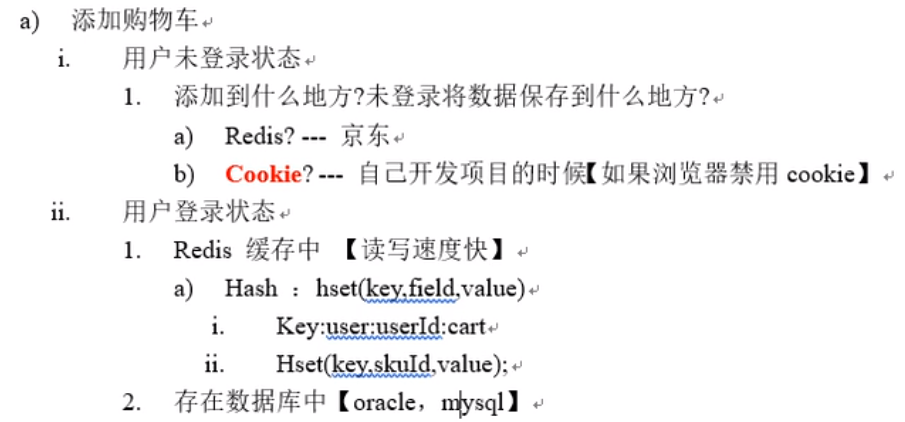 a) 添加购物车
i. 用户未登录状态
1. 添加到什么地方?未登录将数据保存到什么地方?
a) Redis? --- 京东
b) Cookie? --- 自己开发项目的时候【如果浏览器禁用 cookie】
ii. 用户登录状态
1. Redis 缓存中 【读写速度快】
a) Hash ：hset(key,field,value)
i. Key:user:userId:cart
ii. Hset(key,skuId,value);
2. 存在数据库中【oracle，mysql】